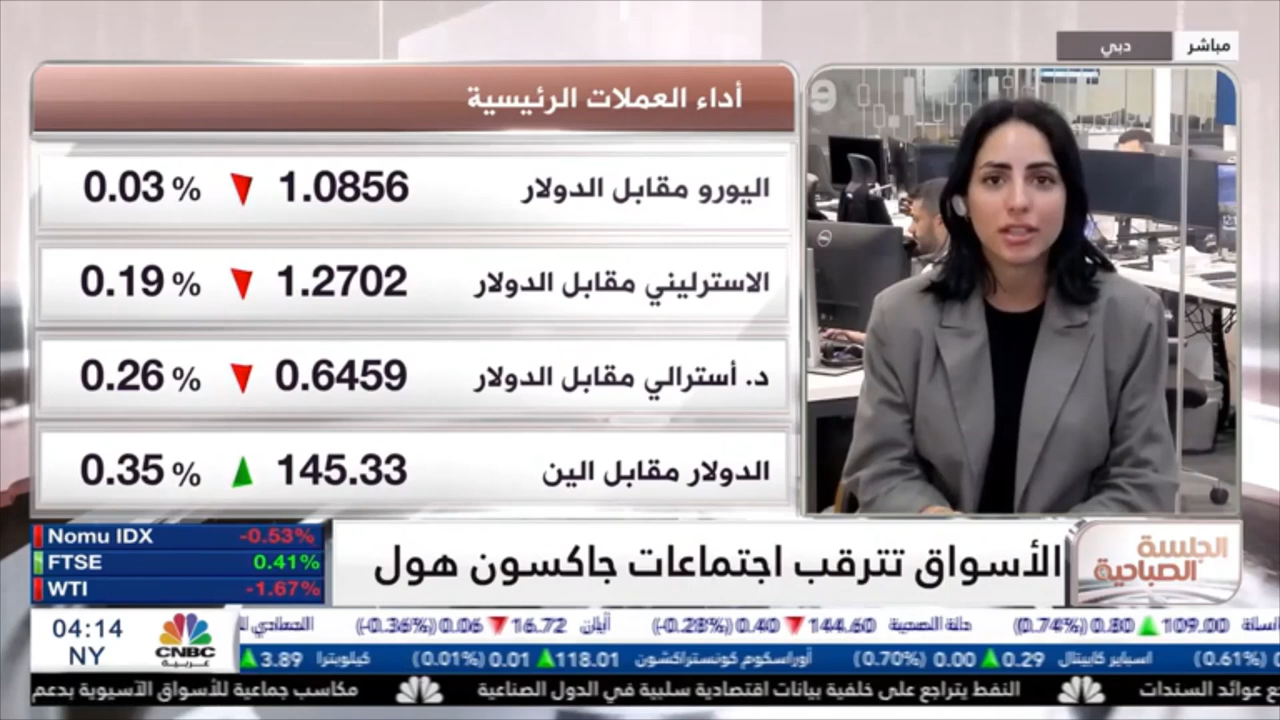 مباشر
دبي
أداء العملات الرئيسية
اليورو مقابل الدولار 1.0856 ▼ 0.03 %
الاسترليني مقابل الدولار 1.2702 ▼ 0.19 %
د. أسترالي مقابل الدولار 0.6459 ▼ 0.26 %
الدولار مقابل الين 145.33 ▲ 0.35 %
الجلسة
الصباحية
الأسواق تترقب اجتماعات جاكسون هول
Nomu IDX -0.53%
FTSE 0.41%
WTI -1.67%
04:14
NY
CNBC
عربية
109.00 ▲ 0.80 (0.74%) دلة الصحية 144.60 ▼ 0.40 (-0.28%) أيان 16.72 ▼ 0.06 (-0.36%)
(0.61%) اسباير كابيتال 0.29 ▲ 0.00 (0.70%) أوراسكوم كونستراكشون 118.01 ▲ 0.01 (0.01%) كيلوبترا 3.89 ▲
عوائد السندات النفط يتراجع على خلفية بيانات اقتصادية سلبية في الدول الصناعية مكاسب جماعية للأسواق الآسيوية بدعم